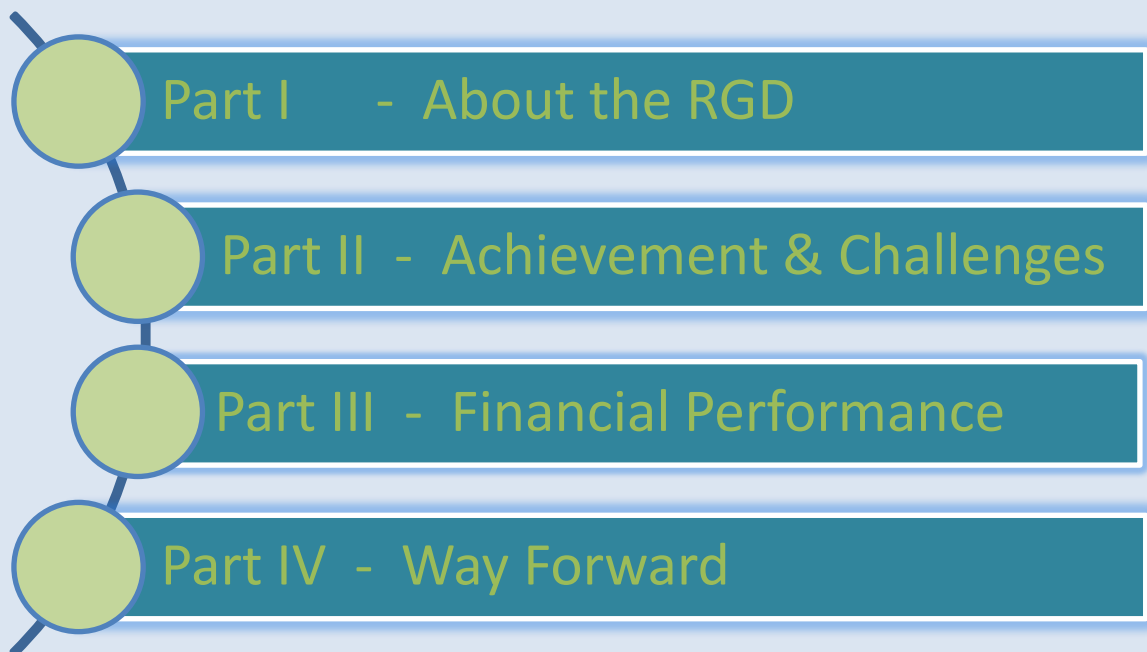 Part I - About the RGD
Part II - Achievement & Challenges
Part III - Financial Performance
Part IV - Way Forward